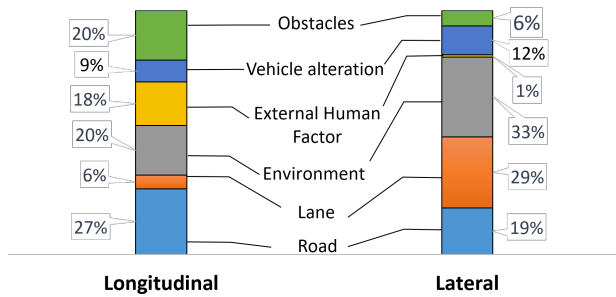 20%
Obstacles
6%
9%
Vehicle alteration
12%
18%
External Human
Factor
1%
20%
Environment
33%
6%
Lane
29%
27%
Road
19%
Longitudinal
Lateral